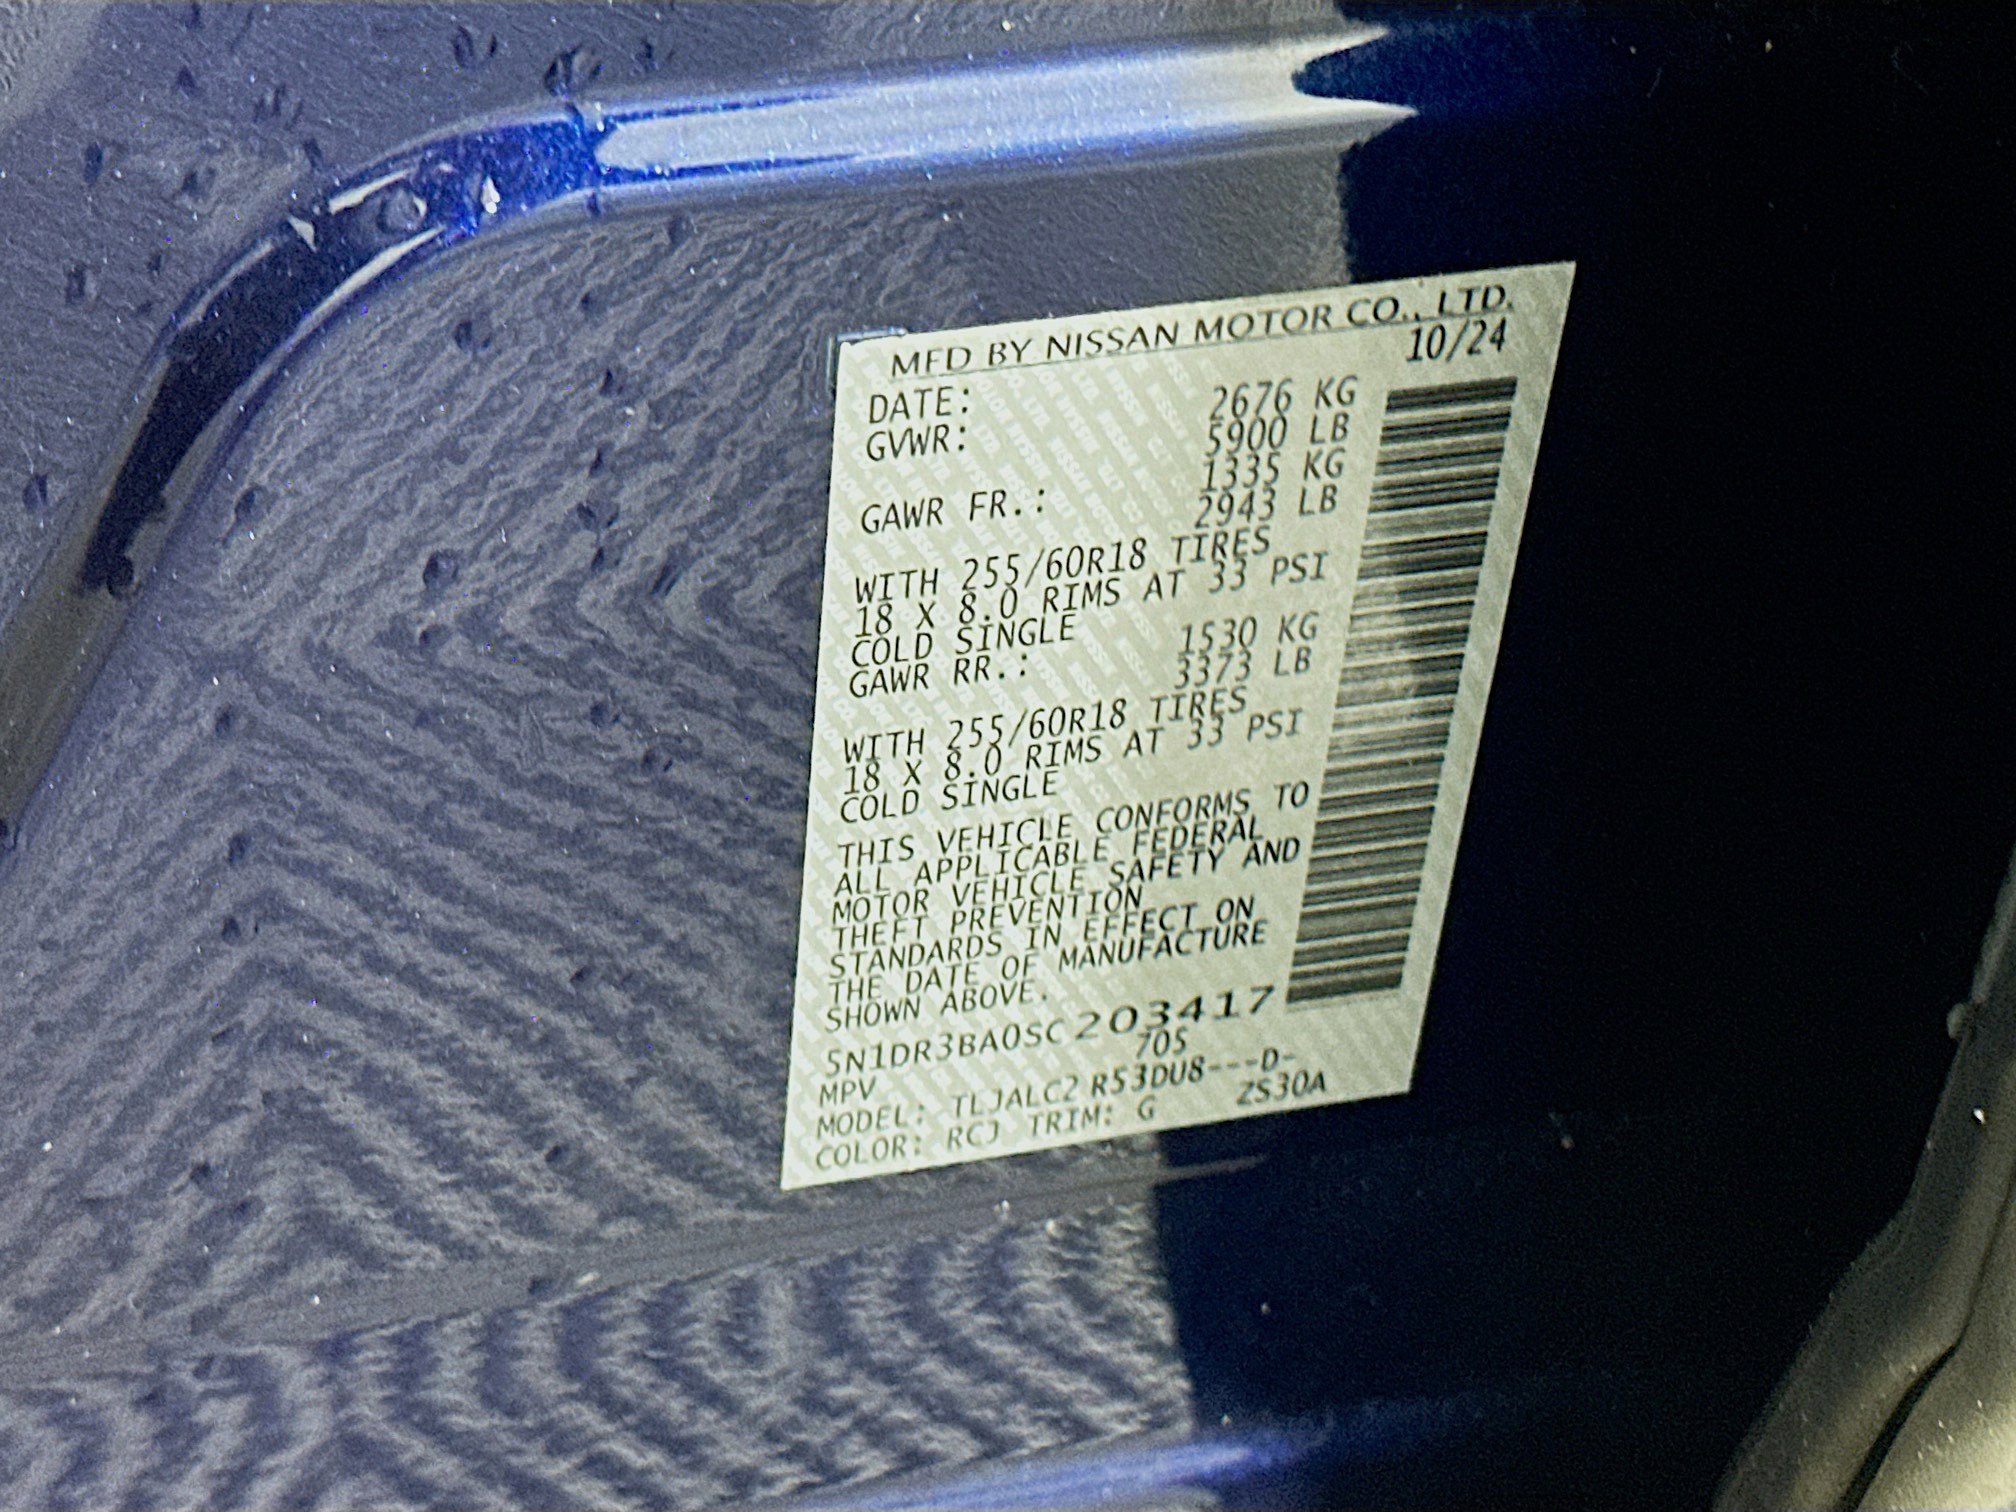 MFD BY NISSAN MOTOR CO., LTD.
DATE: 10/24
GVWR: 2676 KG
5900 LB
GAWR FR.: 1335 KG
2943 LB
WITH 255/60R18 TIRES
18 X 8.0 RIMS AT 33 PSI
COLD SINGLE
GAWR RR.: 1530 KG
3373 LB
WITH 255/60R18 TIRES
18 X 8.0 RIMS AT 33 PSI
COLD SINGLE
THIS VEHICLE CONFORMS TO
ALL APPLICABLE FEDERAL
MOTOR VEHICLE SAFETY AND
THEFT PREVENTION
STANDARDS IN EFFECT ON
THE DATE OF MANUFACTURE
SHOWN ABOVE.
5N1DR3BA0SC203417
MPV 705
MODEL: TLJALC2 R53DU8---D-
COLOR: RCJ TRIM: G ZS30A